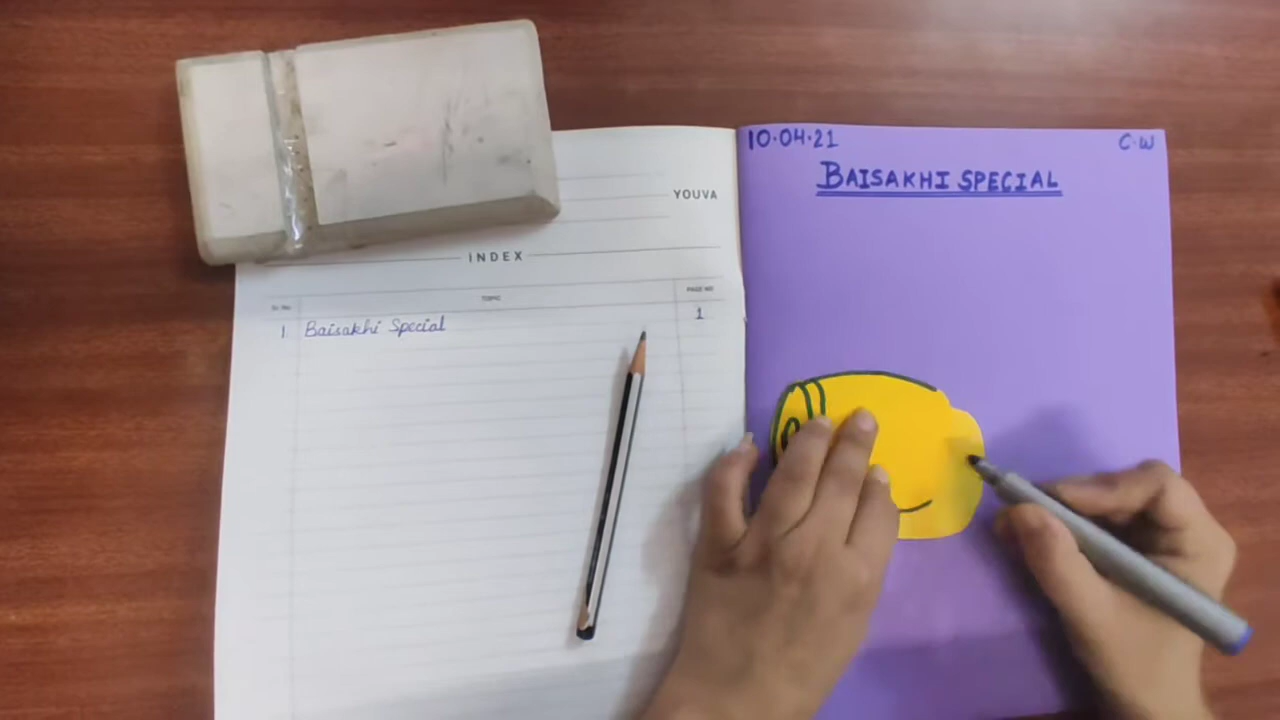 YOUVA
INDEX
Sr. No. TOPIC PAGE NO
1. Baisakhi Special 1
10.04.21 C.W
BAISAKHI SPECIAL